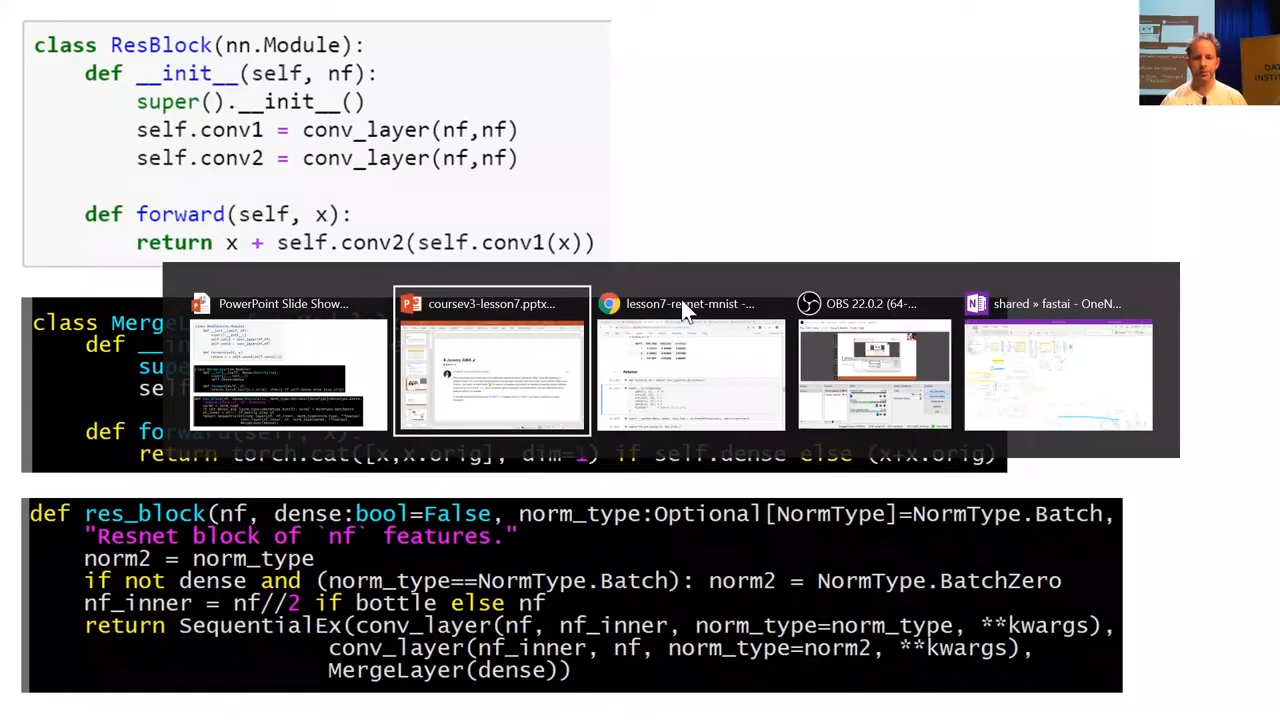 class ResBlock(nn.Module):
def __init__(self, nf):
super().__init__()
self.conv1 = conv_layer(nf,nf)
self.conv2 = conv_layer(nf,nf)
def forward(self, x):
return x + self.conv2(self.conv1(x))
DAT
INSTIT
PowerPoint Slide Show...
coursev3-lesson7.pptx...
lesson7-resnet-mnist -...
OBS 22.0.2 (64-...
shared » fastai - OneN...
class Merge
def __
su
se
def fo
return torch.cat([x,x.orig], dim=1) if self.dense else (x+x.orig)
def res_block(nf, dense:bool=False, norm_type:Optional[NormType]=NormType.Batch,
"Resnet block of `nf` features."
norm2 = norm_type
if not dense and (norm_type==NormType.Batch): norm2 = NormType.BatchZero
nf_inner = nf//2 if bottle else nf
return SequentialEx(conv_layer(nf, nf_inner, norm_type=norm_type, **kwargs),
conv_layer(nf_inner, nf, norm_type=norm2, **kwargs),
MergeLayer(dense))